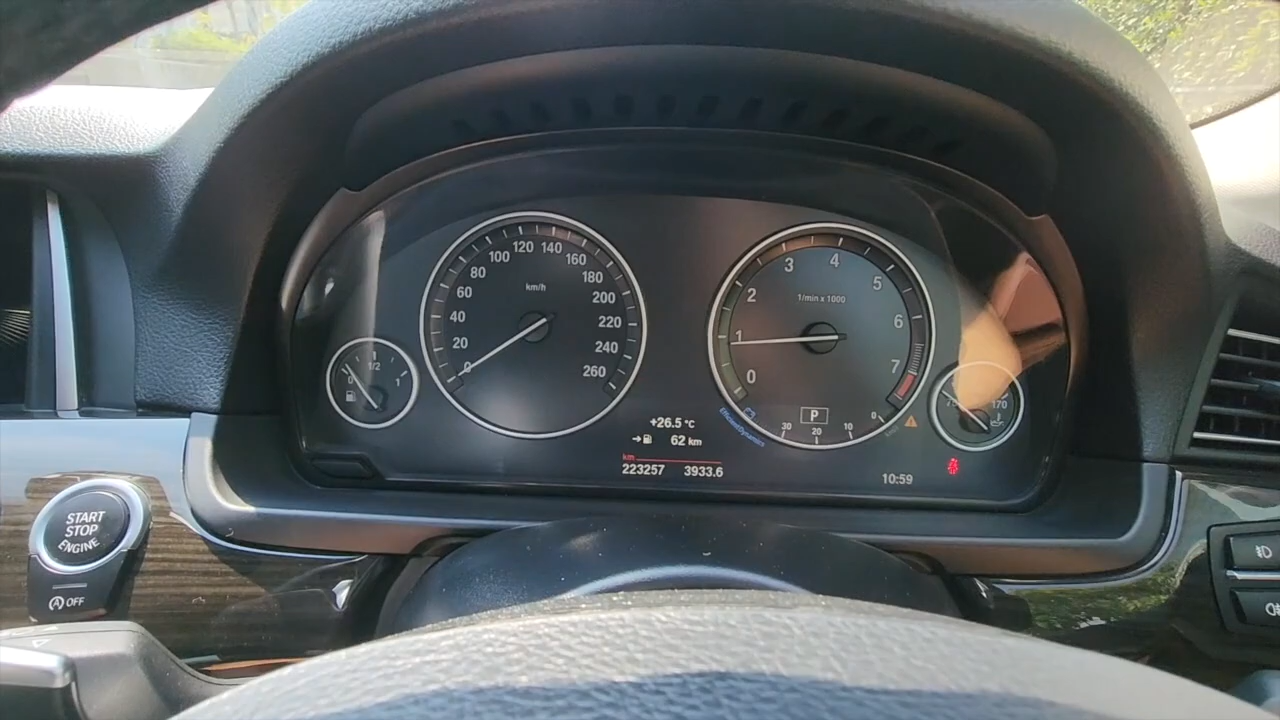 km/h
0
20
40
60
80
100
120
140
160
180
200
220
240
260
0
1/2
1
1/min x 1000
0
1
2
3
4
5
6
7
30
20
10
0
P
EfficientDynamics
170
+26.5 °C
62 km
km
223257 3933.6
10:59
START
STOP
ENGINE
A OFF